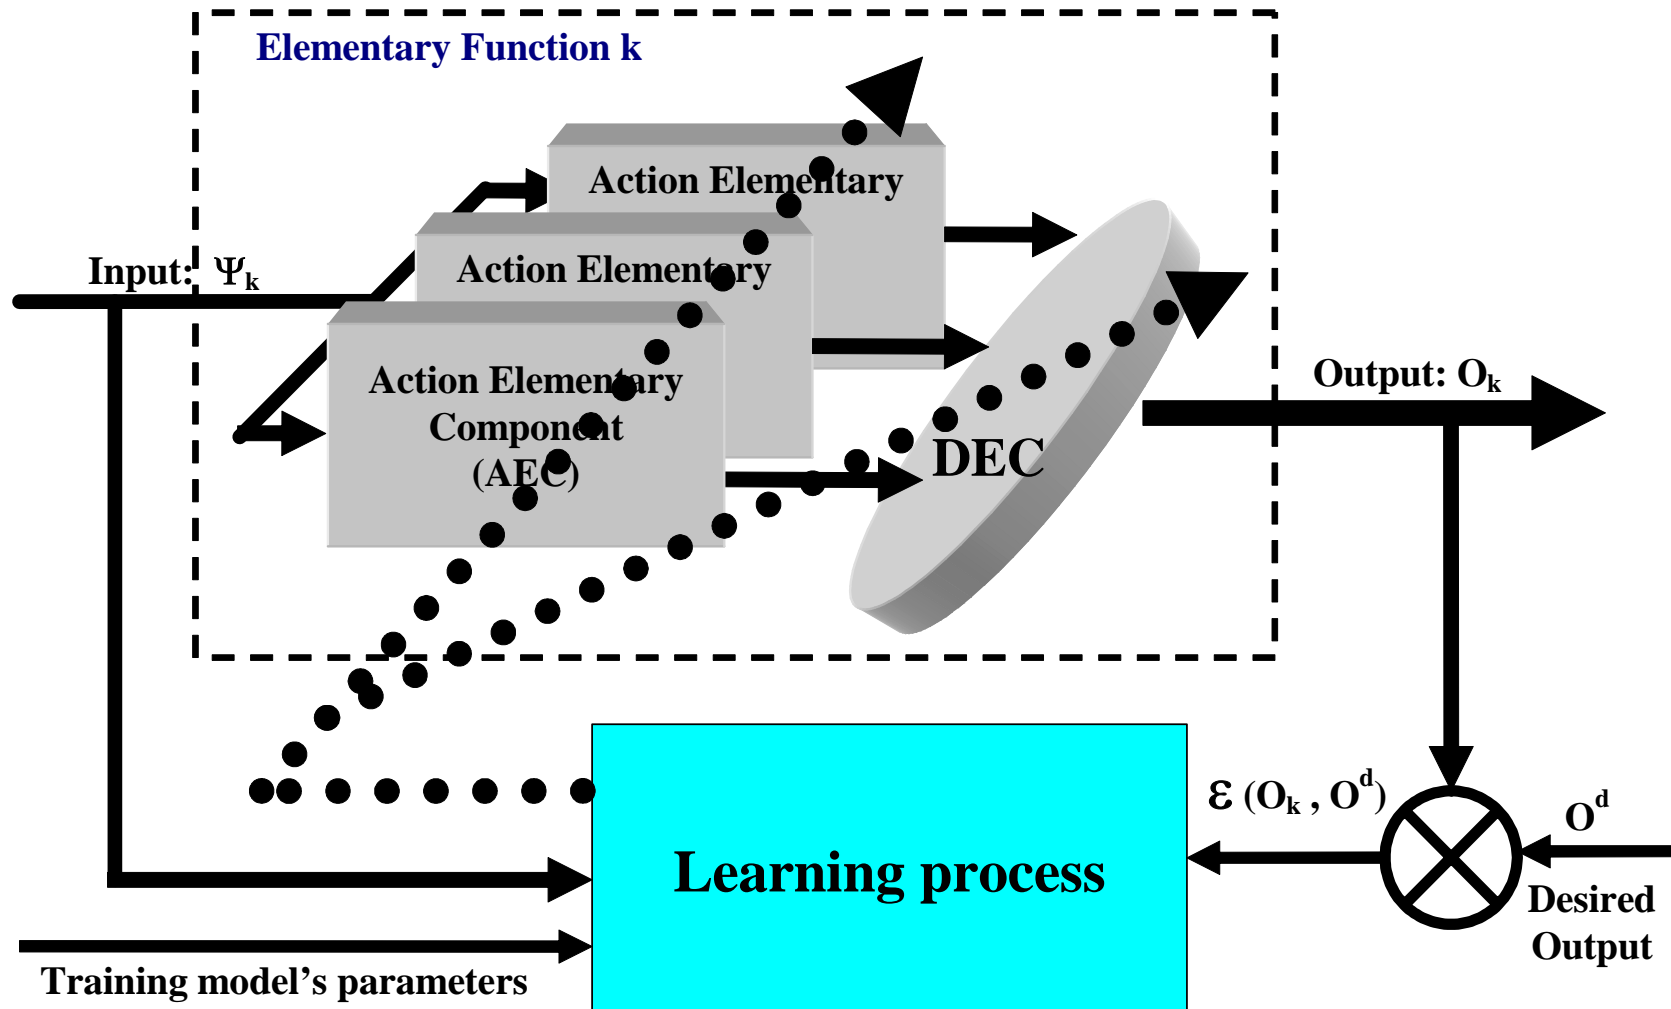 Elementary Function k
Action Elementary
Input: Ψk
Action Elementary
Action Elementary
Component
(AEC)
DEC
Output: Ok
ε (Ok , Od)
Od
Learning process
Desired
Output
Training model's parameters